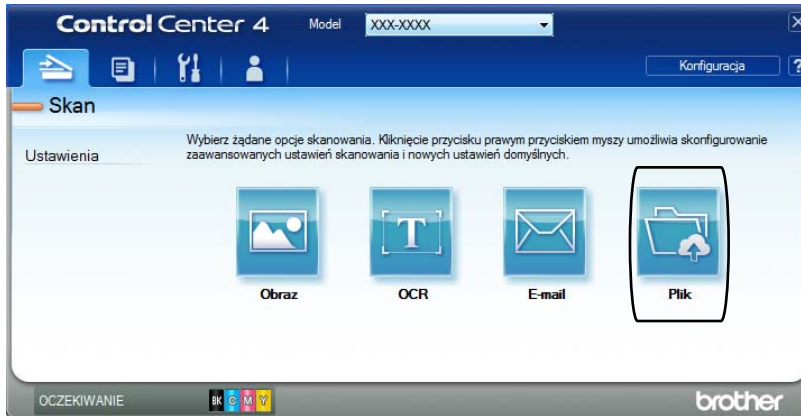 Control Center 4
Model XXX-XXXX
Konfiguracja ?
Skan
Ustawienia
Wybierz żądane opcje skanowania. Kliknięcie przycisku prawym przyciskiem myszy umożliwia skonfigurowanie
zaawansowanych ustawień skanowania i nowych ustawień domyślnych.
T
Obraz OCR E-mail Plik
OCZEKIWANIE BK C M Y brother